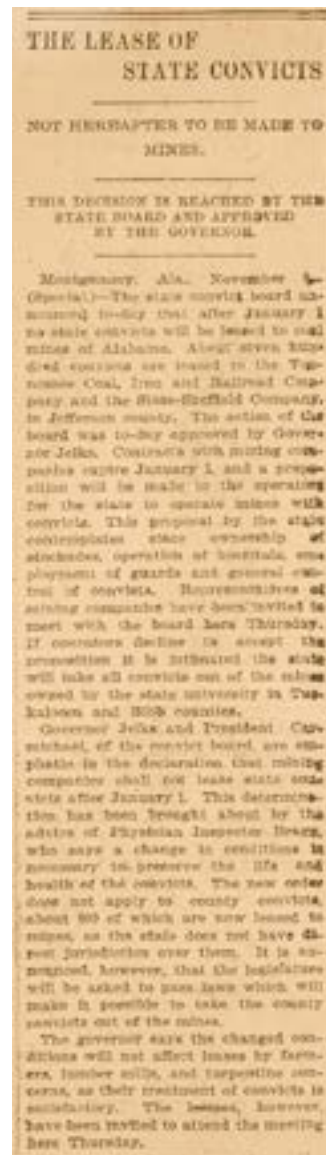 THE LEASE OF
STATE CONVICTS
NOT HEREAFTER TO BE MADE TO
MINES.
THIS DECISION IS REACHED BY THE
STATE BOARD AND APPROVED
BY THE GOVERNOR.
Montgomery, Ala., November
(Special)—The state convict board an-
nounced to-day that after January 1
no state convicts will be leased to coal
mines of Alabama. About seven hun-
dred convicts are leased to the Ten-
nessee Coal, Iron and Railroad Com-
pany and the Sloss-Sheffield Company,
in Jefferson county. The action of the
board was to-day approved by Gover-
nor Jelks. Contracts with mining com-
panies expire January 1, and a propo-
sition will be made to the operators
for the state to operate mines with
convicts. This proposal by the state
contemplates state ownership of
stockades, operation of hospitals, em-
ployment of guards and general con-
trol of convicts. Representatives of
mining companies have been invited to
meet with the board here Thursday.
If operators decline to accept the
proposition it is intimated the state
will take all convicts out of the mines
owned by the state university in Tus-
kaloosa and Bibb counties.
Governor Jelks and President Car-
michael, of the convict board, are em-
phatic in the declaration that mining
companies shall not lease state con-
victs after January 1. This determina-
tion has been brought about by the
advice of Physician Inspector
who says a change in conditions is
necessary to preserve the life and
health of the convicts. The new order
does not apply to county convicts,
about of which are now leased to
mines, as the state does not have di-
rect jurisdiction over them. It is an-
nounced, however, that the legislature
will be asked to pass laws which will
make it possible to take the county
convicts out of the mines.
The governor says the changed con-
ditions will not affect leases by farm-
ers, lumber mills, and turpentine con-
cerns, as their treatment of convicts is
satisfactory. The lessees, however,
have been invited to attend the meeting
here Thursday.